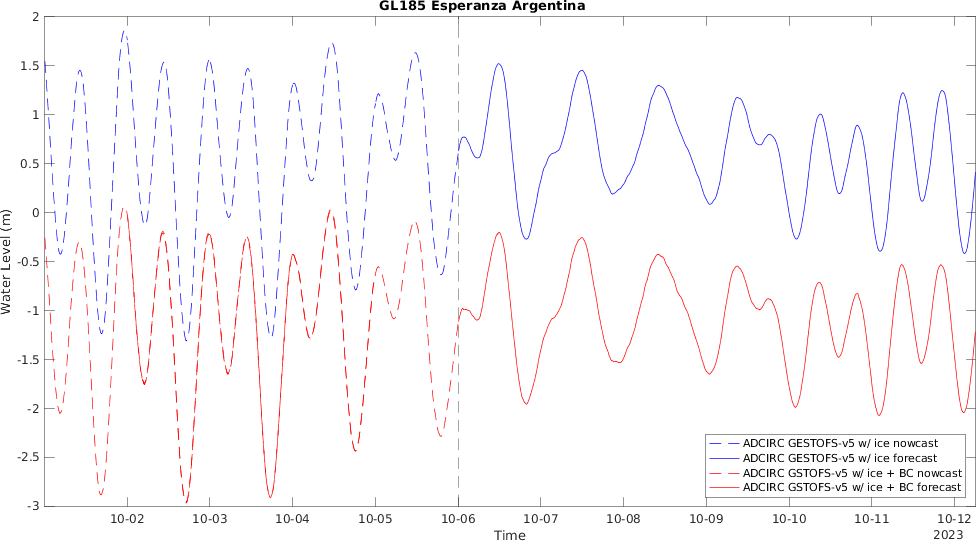 GL185 Esperanza Argentina
Water Level (m)
2
1.5
1
0.5
0
-0.5
-1
-1.5
-2
-2.5
-3
ADCIRC GESTOFS-v5 w/ ice nowcast
ADCIRC GESTOFS-v5 w/ ice forecast
ADCIRC GSTOFS-v5 w/ ice + BC nowcast
ADCIRC GSTOFS-v5 w/ ice + BC forecast
10-02 10-03 10-04 10-05 10-06 10-07 10-08 10-09 10-10 10-11 10-12
Time
2023